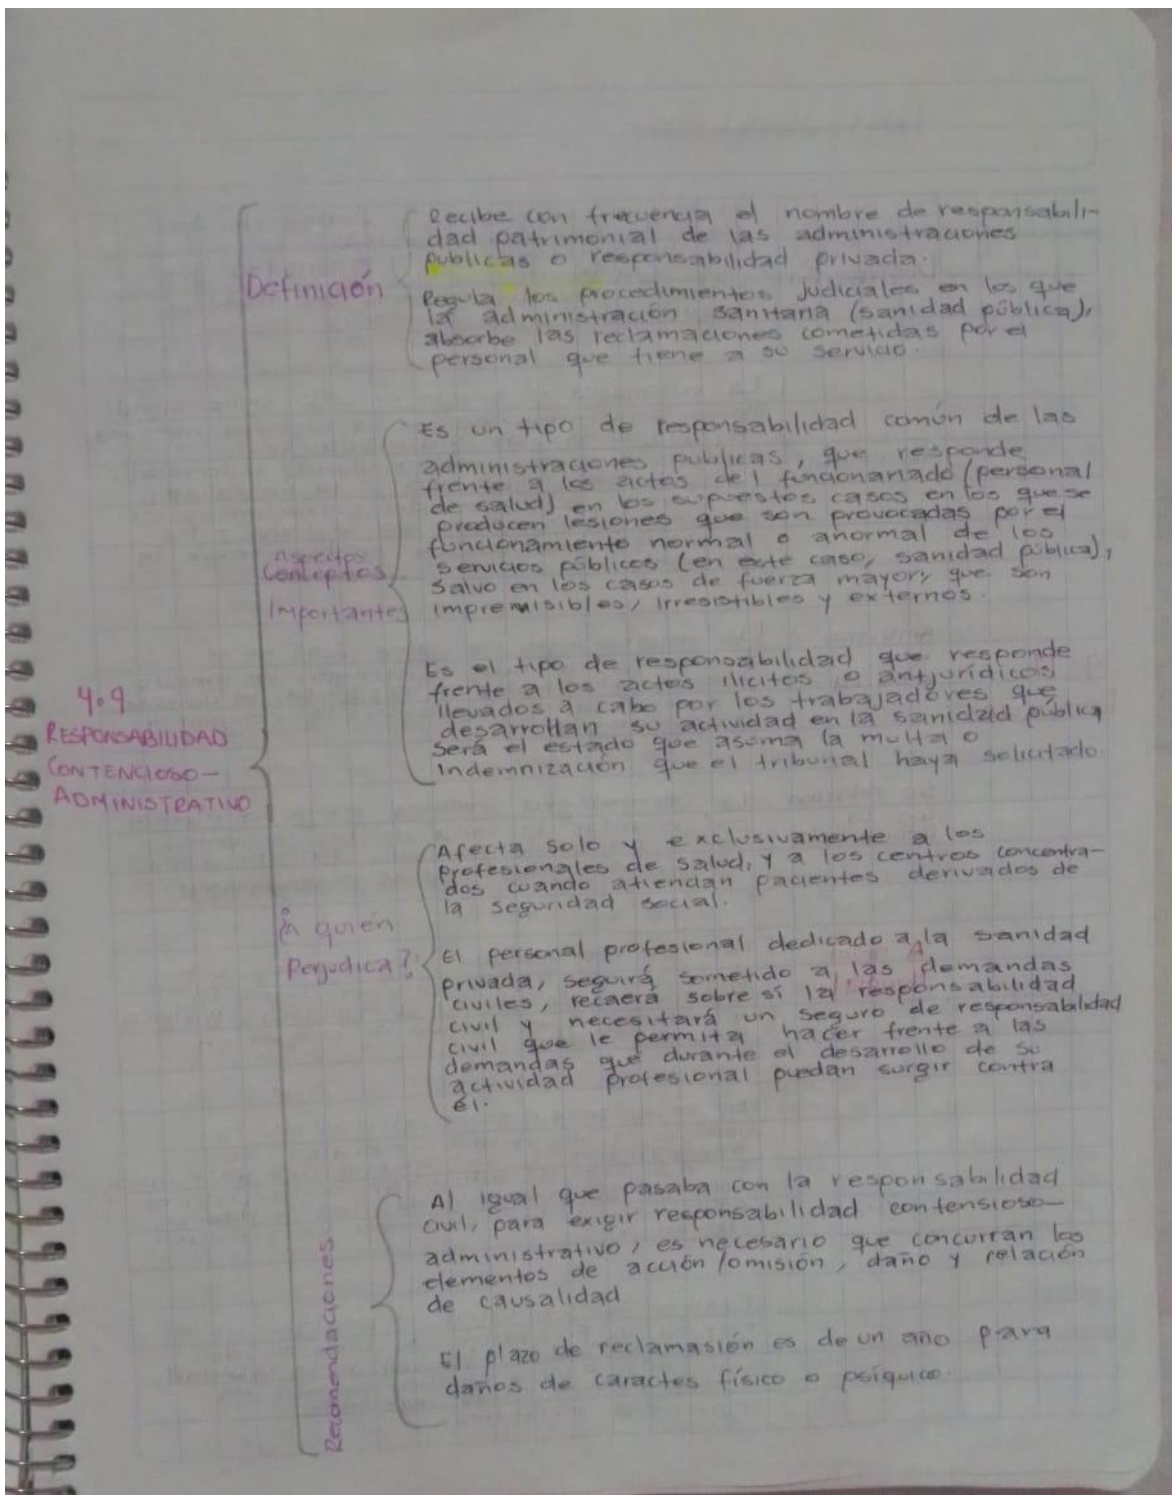 4.9
RESPONSABILIDAD
CONTENCIOSO-
ADMINISTRATIVO
Definición
Recibe con frecuencia el nombre de responsabili-
dad patrimonial de las administraciones
publicas o responsabilidad privada.
Regula los procedimientos judiciales en los que
la administración sanitaria (sanidad pública),
absorbe las reclamaciones cometidas por el
personal que tiene a su servicio.
Aspectos
Conceptos
Importantes
Es un tipo de responsabilidad común de las
administraciones publicas, que responde
frente a los actos del funcionariado (personal
de salud) en los supuestos casos en los que se
producen lesiones que son provocadas por el
funcionamiento normal o anormal de los
servicios públicos (en este caso, sanidad pública),
salvo en los casos de fuerza mayor, que son
impremisibles, irresistibles y externos.
Es el tipo de responsabilidad que responde
frente a los actos ilicitos o antjurídicos
llevados a cabo por los trabajadores que
desarrollan su actividad en la sanidad pública
Será el estado que asuma la multa o
indemnización que el tribunal haya solicitado.
¿A quién
Perjudica?
Afecta solo y exclusivamente a los
profesionales de salud, y a los centros concentra-
dos cuando atiendan pacientes derivados de
la seguridad social.
El personal profesional dedicado a la sanidad
privada, seguirá sometido a las demandas
civiles, recaerá sobre sí la responsabilidad
civil y necesitará un seguro de responsabilidad
civil que le permita hacer frente a las
demandas que durante el desarrollo de su
actividad profesional puedan surgir contra
él.
Recomendaciones
Al igual que pasaba con la responsabilidad
civil, para exigir responsabilidad contensioso-
administrativo, es necesario que concurran los
elementos de acción/omisión, daño y relación
de causalidad
El plazo de reclamasión es de un año para
daños de caractes físico o psíquico.